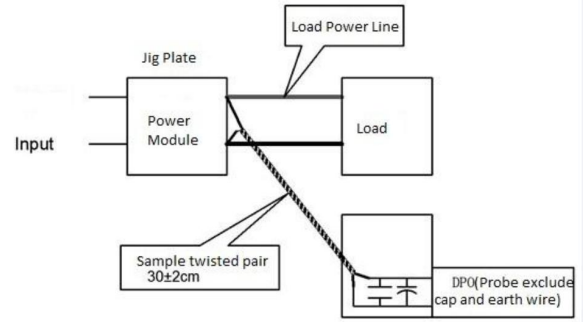 Load Power Line
Jig Plate
Power
Module
Load
Input
Sample twisted pair
30±2cm
DPO(Probe exclude
cap and earth wire)